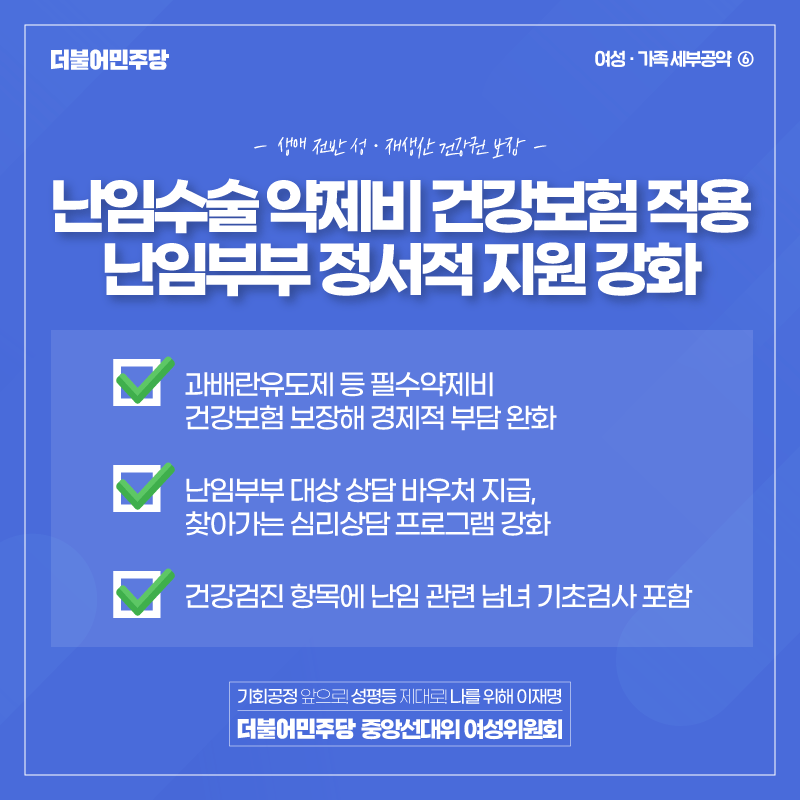 더불어민주당
여성 · 가족 세부공약 ⑥
– 생애 전반 성 · 재생산 건강권 보장 –
난임수술 약제비 건강보험 적용
난임부부 정서적 지원 강화
과배란유도제 등 필수약제비
건강보험 보장해 경제적 부담 완화
난임부부 대상 상담 바우처 지급,
찾아가는 심리상담 프로그램 강화
건강검진 항목에 난임 관련 남녀 기초검사 포함
기회공정 앞으로! 성평등 제대로! 나를 위해 이재명
더불어민주당 중앙선대위 여성위원회